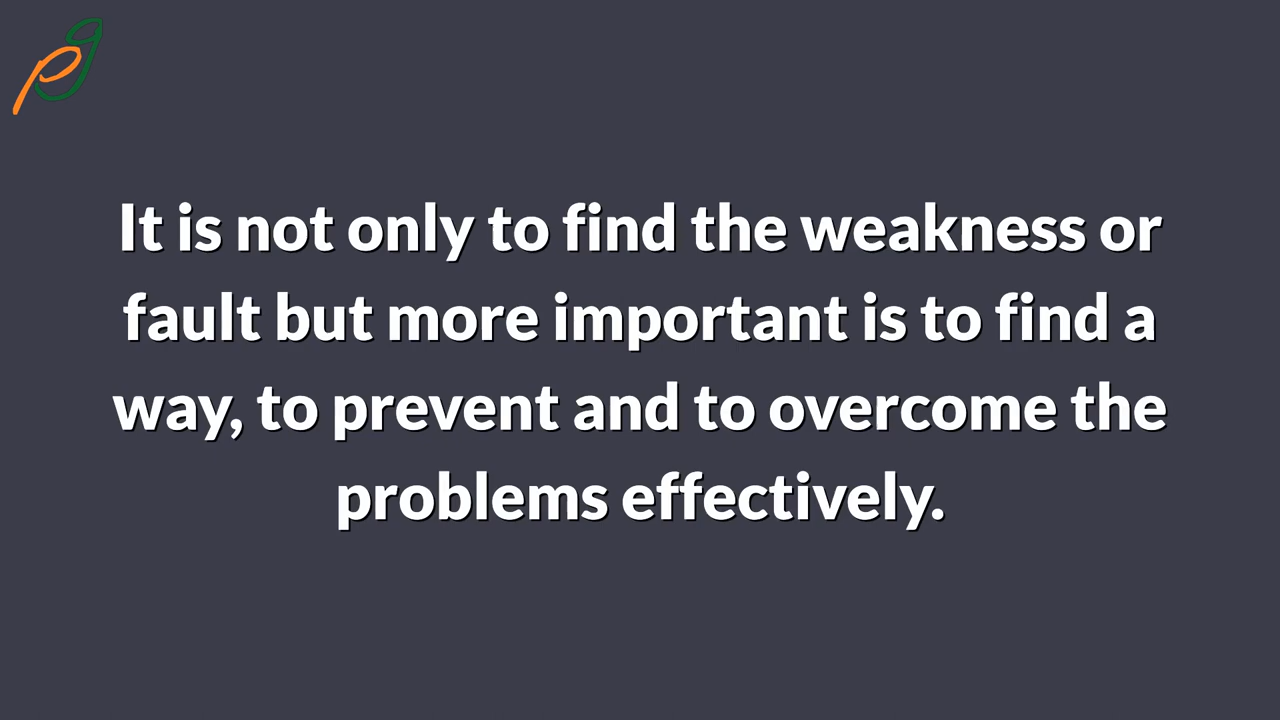 It is not only to find the weakness or
fault but more important is to find a
way, to prevent and to overcome the
problems effectively.